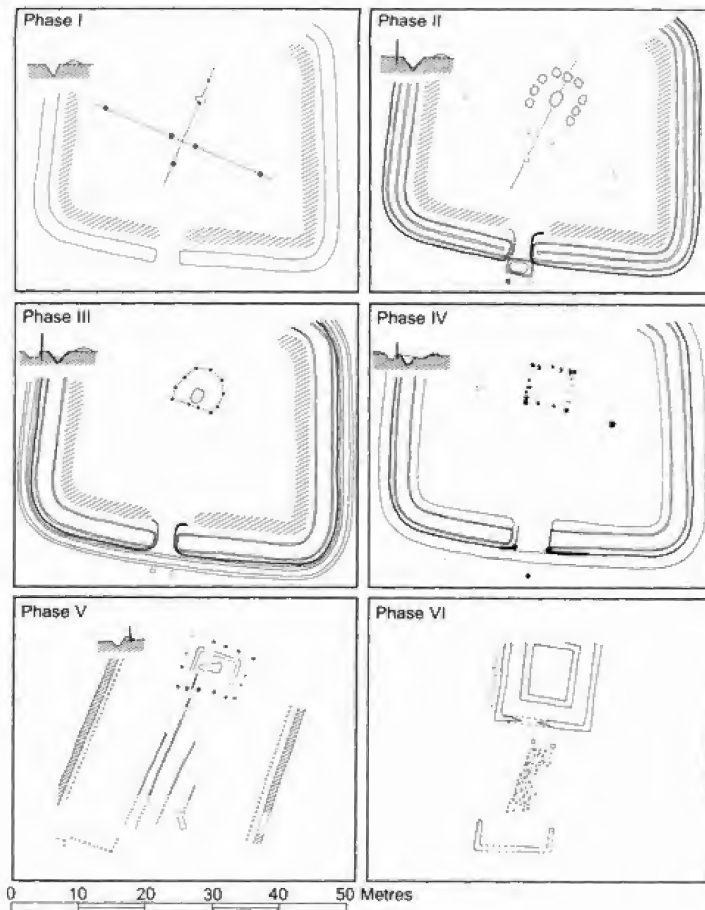 Phase I
Phase II
Phase III
Phase IV
Phase V
Phase VI
0 10 20 30 40 50 Metres